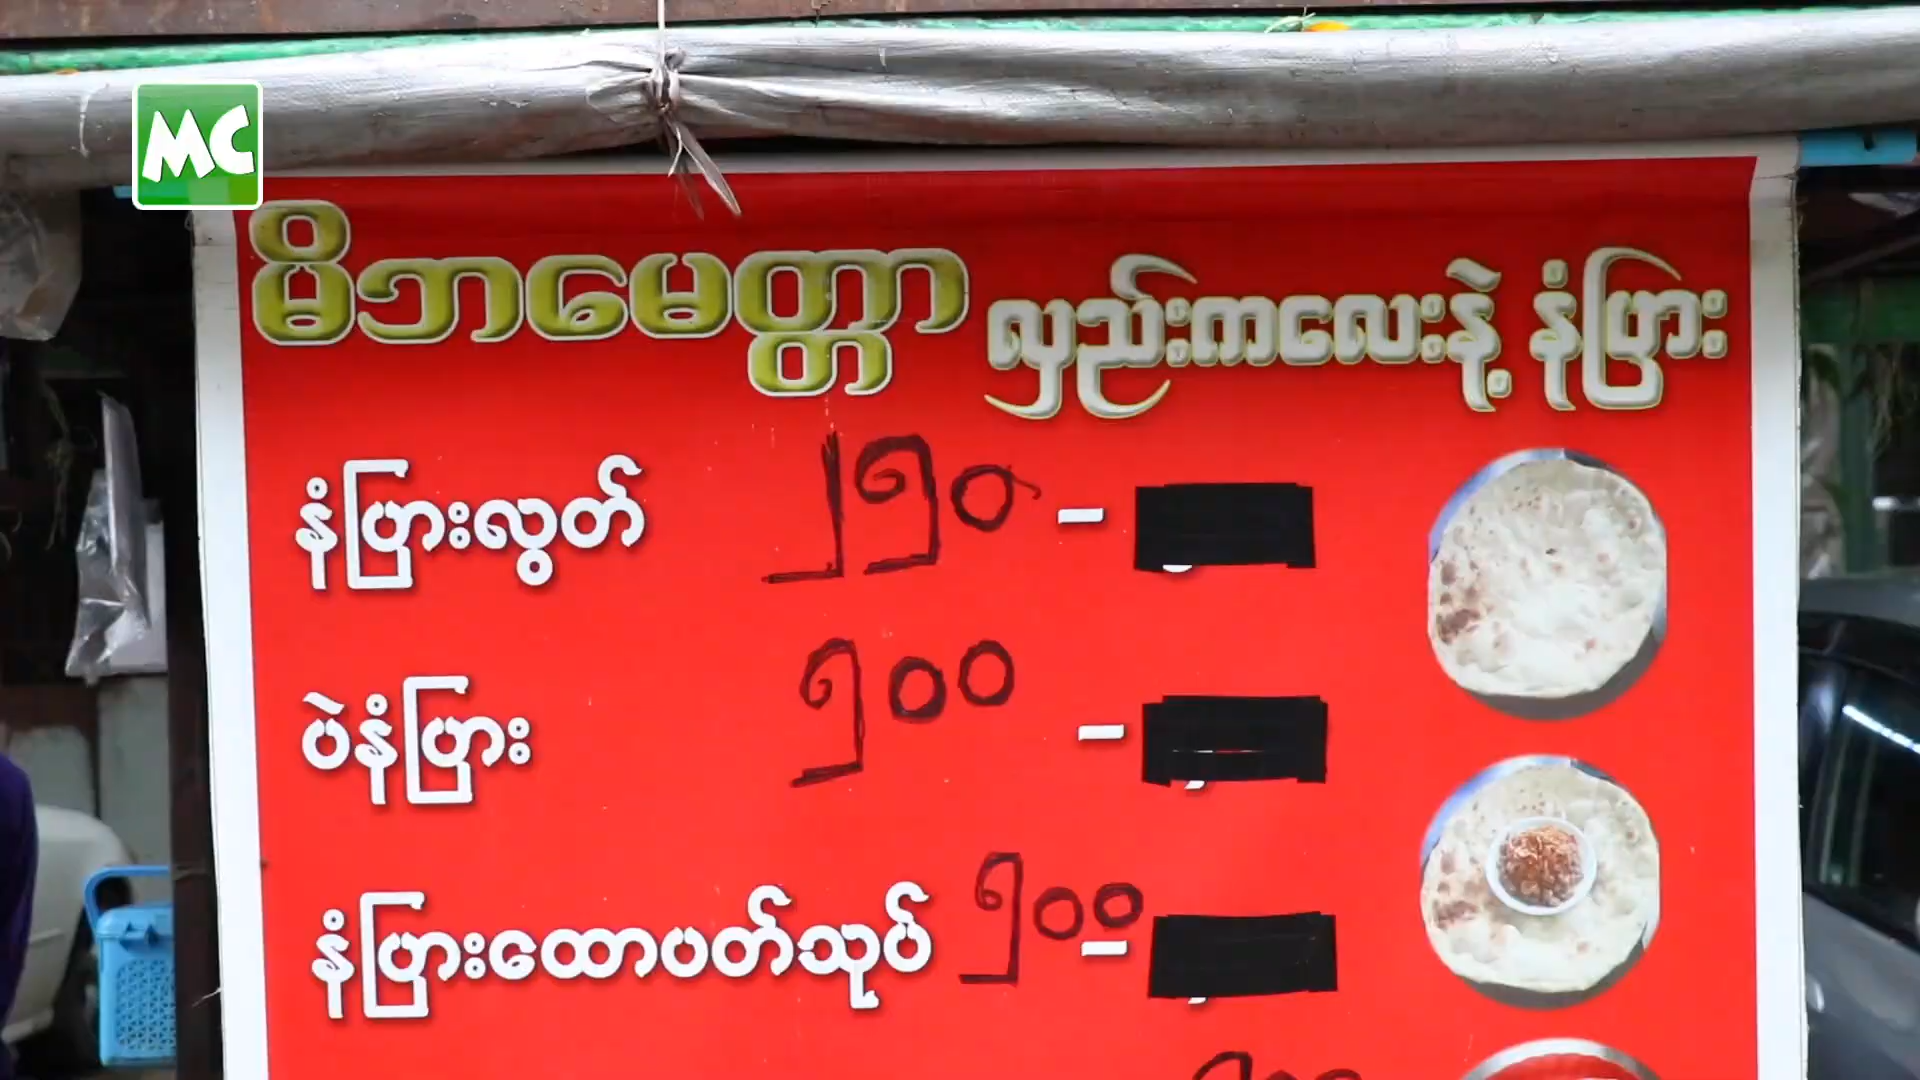 MC
မိဘမေတ္တာ လှည်းကလေးနဲ့ နံပြား
နံပြားလွတ် ၂၅၀ –
ပဲနံပြား ၅၀၀ –
နံပြားထောပတ်သုပ် ၅၀၀ –